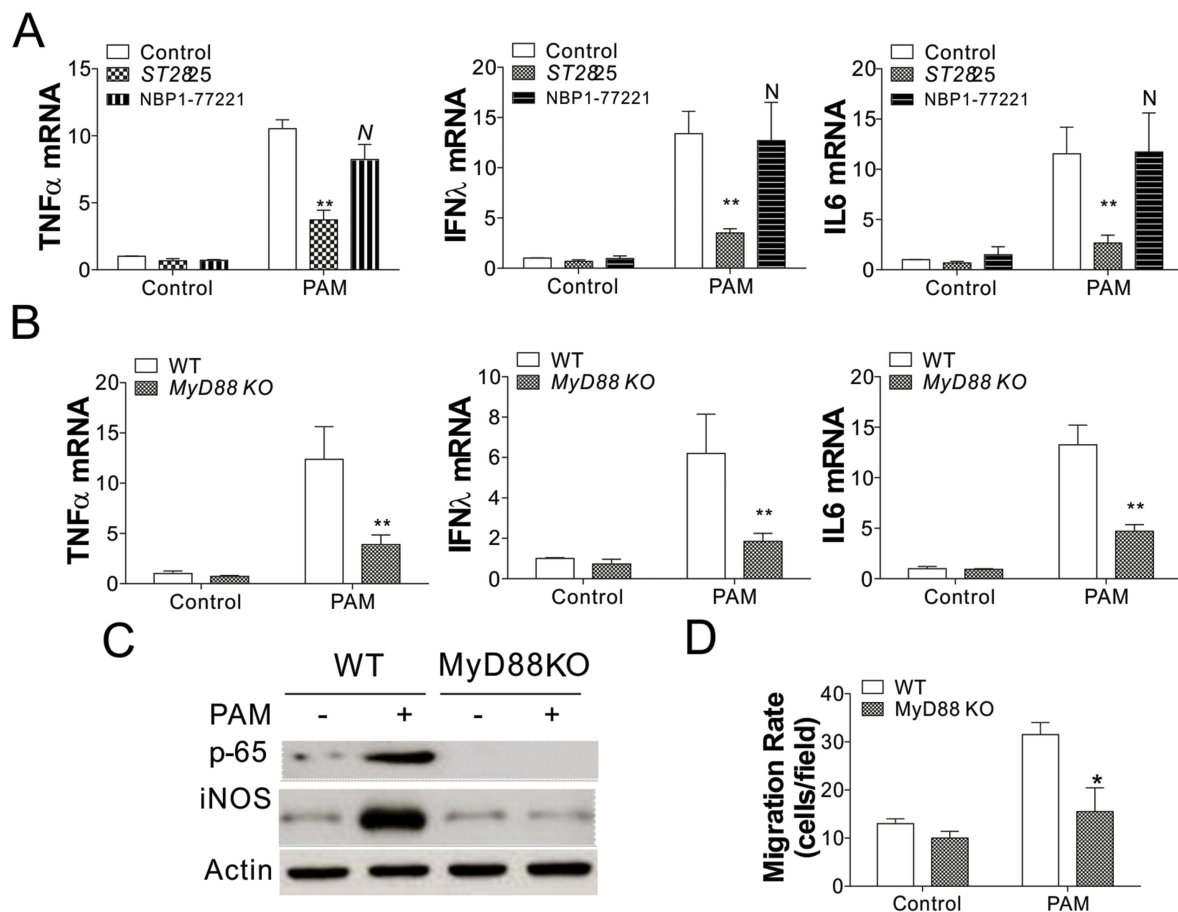 A
Control
ST2825
NBP1-77221
TNFα mRNA
15
10
5
0
N
**
Control
PAM
Control
ST2825
NBP1-77221
IFNλ mRNA
20
15
10
5
0
N
**
Control
PAM
Control
ST2825
NBP1-77221
IL6 mRNA
20
15
10
5
0
N
**
Control
PAM
B
WT
MyD88 KO
TNFα mRNA
20
15
10
5
0
**
Control
PAM
WT
MyD88 KO
IFNλ mRNA
10
8
6
4
2
0
**
Control
PAM
WT
MyD88 KO
IL6 mRNA
20
15
10
5
0
**
Control
PAM
C
WT MyD88KO
PAM - + - +
p-65
iNOS
Actin
D
WT
MyD88 KO
Migration Rate
(cells/field)
40
30
20
10
0
*
Control
PAM